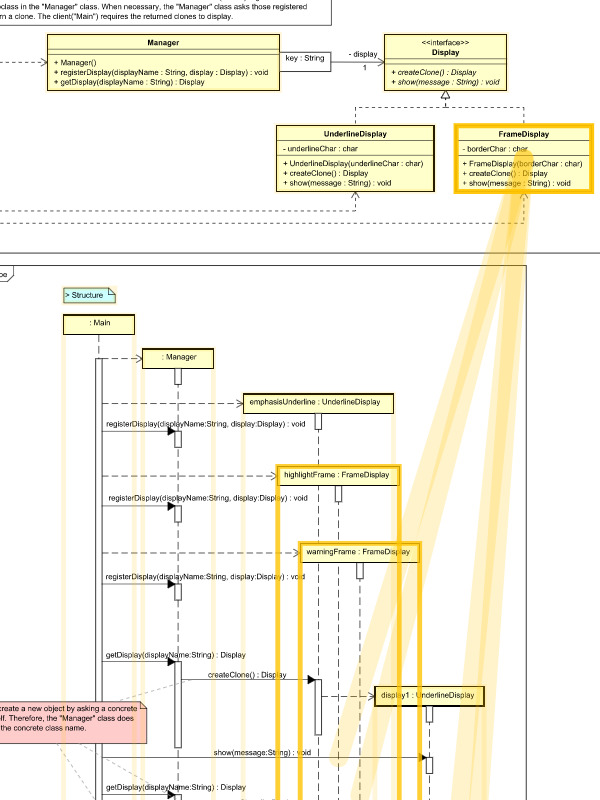 class in the "Manager" class. When necessary, the "Manager" class asks those registered
rn a clone. The client("Main") requires the returned clones to display.
Manager
+ Manager()
+ registerDisplay(displayName : String, display : Display) : void
+ getDisplay(displayName : String) : Display
key : String
- display
1
<<interface>>
Display
+ createClone() : Display
+ show(message : String) : void
UnderlineDisplay
- underlineChar : char
+ UnderlineDisplay(underlineChar : char)
+ createClone() : Display
+ show(message : String) : void
FrameDisplay
- borderChar : char
+ FrameDisplay(borderChar : char)
+ createClone() : Display
+ show(message : String) : void
pe
> Structure
: Main
: Manager
emphasisUnderline : UnderlineDisplay
registerDisplay(displayName:String, display:Display) : void
highlightFrame : FrameDisplay
registerDisplay(displayName:String, display:Display) : void
warningFrame : FrameDisplay
registerDisplay(displayName:String, display:Display) : void
getDisplay(displayName:String) : Display
createClone() : Display
display1 : UnderlineDisplay
create a new object by asking a concrete
elf. Therefore, the "Manager" class does
the concrete class name.
show(message:String) : void
getDisplay(displayName:String) : Display